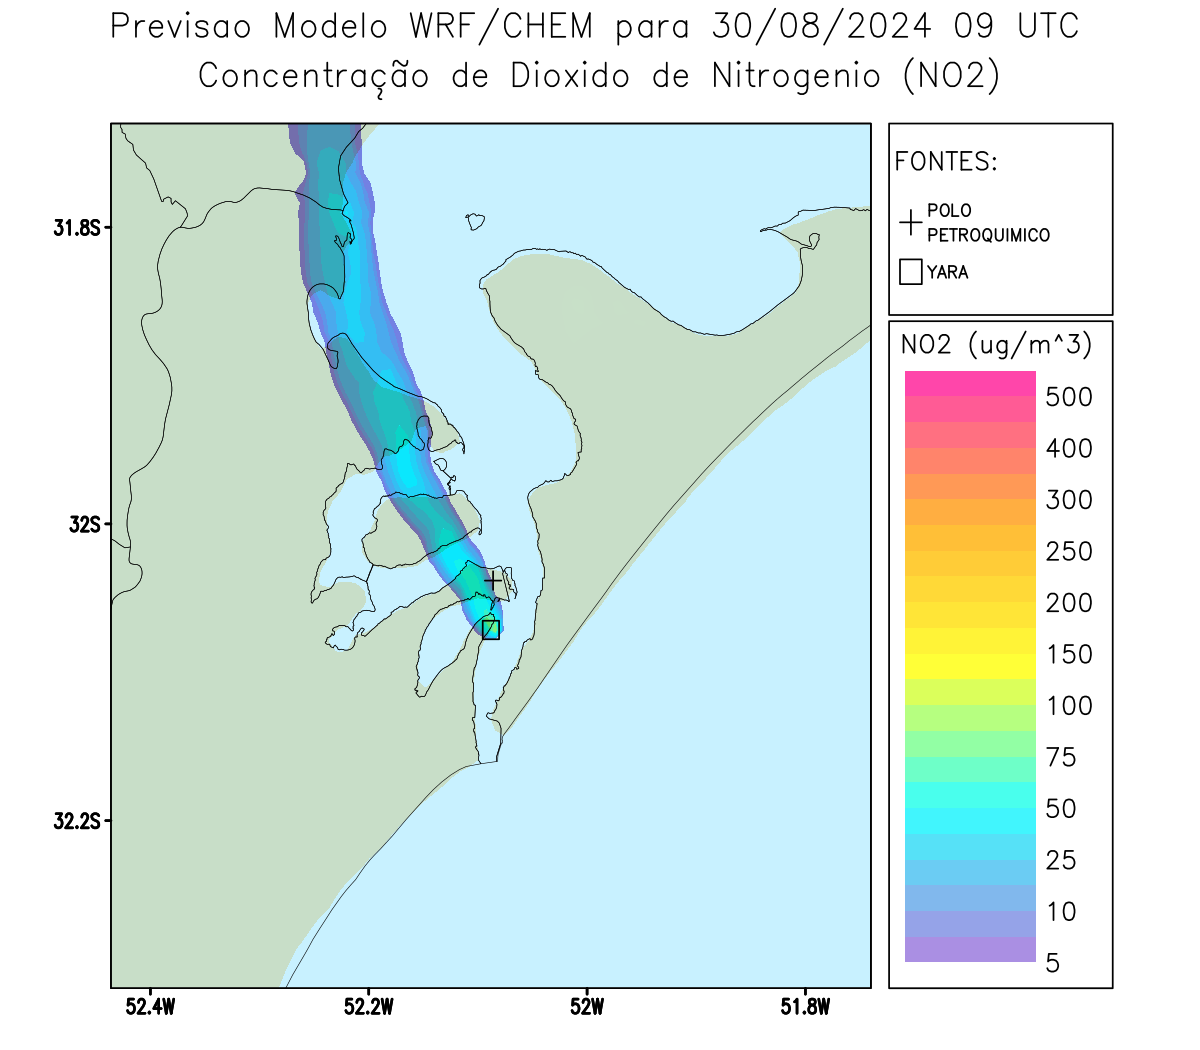 Previsao Modelo WRF/CHEM para 30/08/2024 09 UTC
Concentração de Dioxido de Nitrogenio (NO2)
FONTES:
POLO
PETROQUIMICO
YARA
NO2 (ug/m^3)
500
400
300
250
200
150
100
75
50
25
10
5
31.8S
32S
32.2S
52.4W
52.2W
52W
51.8W